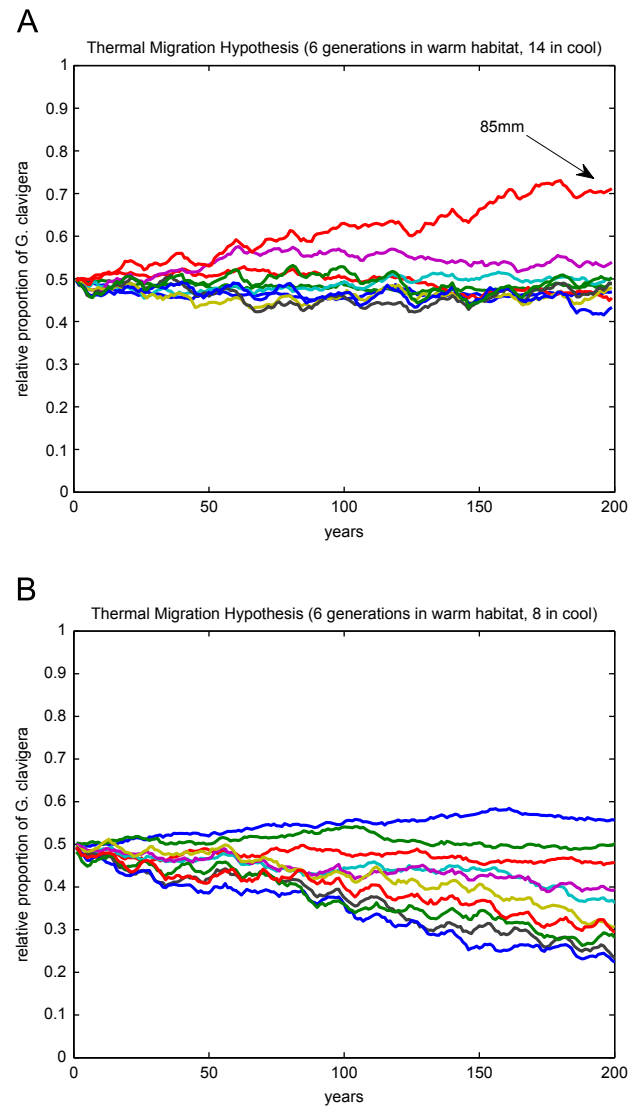 A
Thermal Migration Hypothesis (6 generations in warm habitat, 14 in cool)
1
0.9
0.8
0.7
0.6
0.5
0.4
0.3
0.2
0.1
0
relative proportion of G. clavigera
85mm
0 50 100 150 200
years
B
Thermal Migration Hypothesis (6 generations in warm habitat, 8 in cool)
1
0.9
0.8
0.7
0.6
0.5
0.4
0.3
0.2
0.1
0
relative proportion of G. clavigera
0 50 100 150 200
years